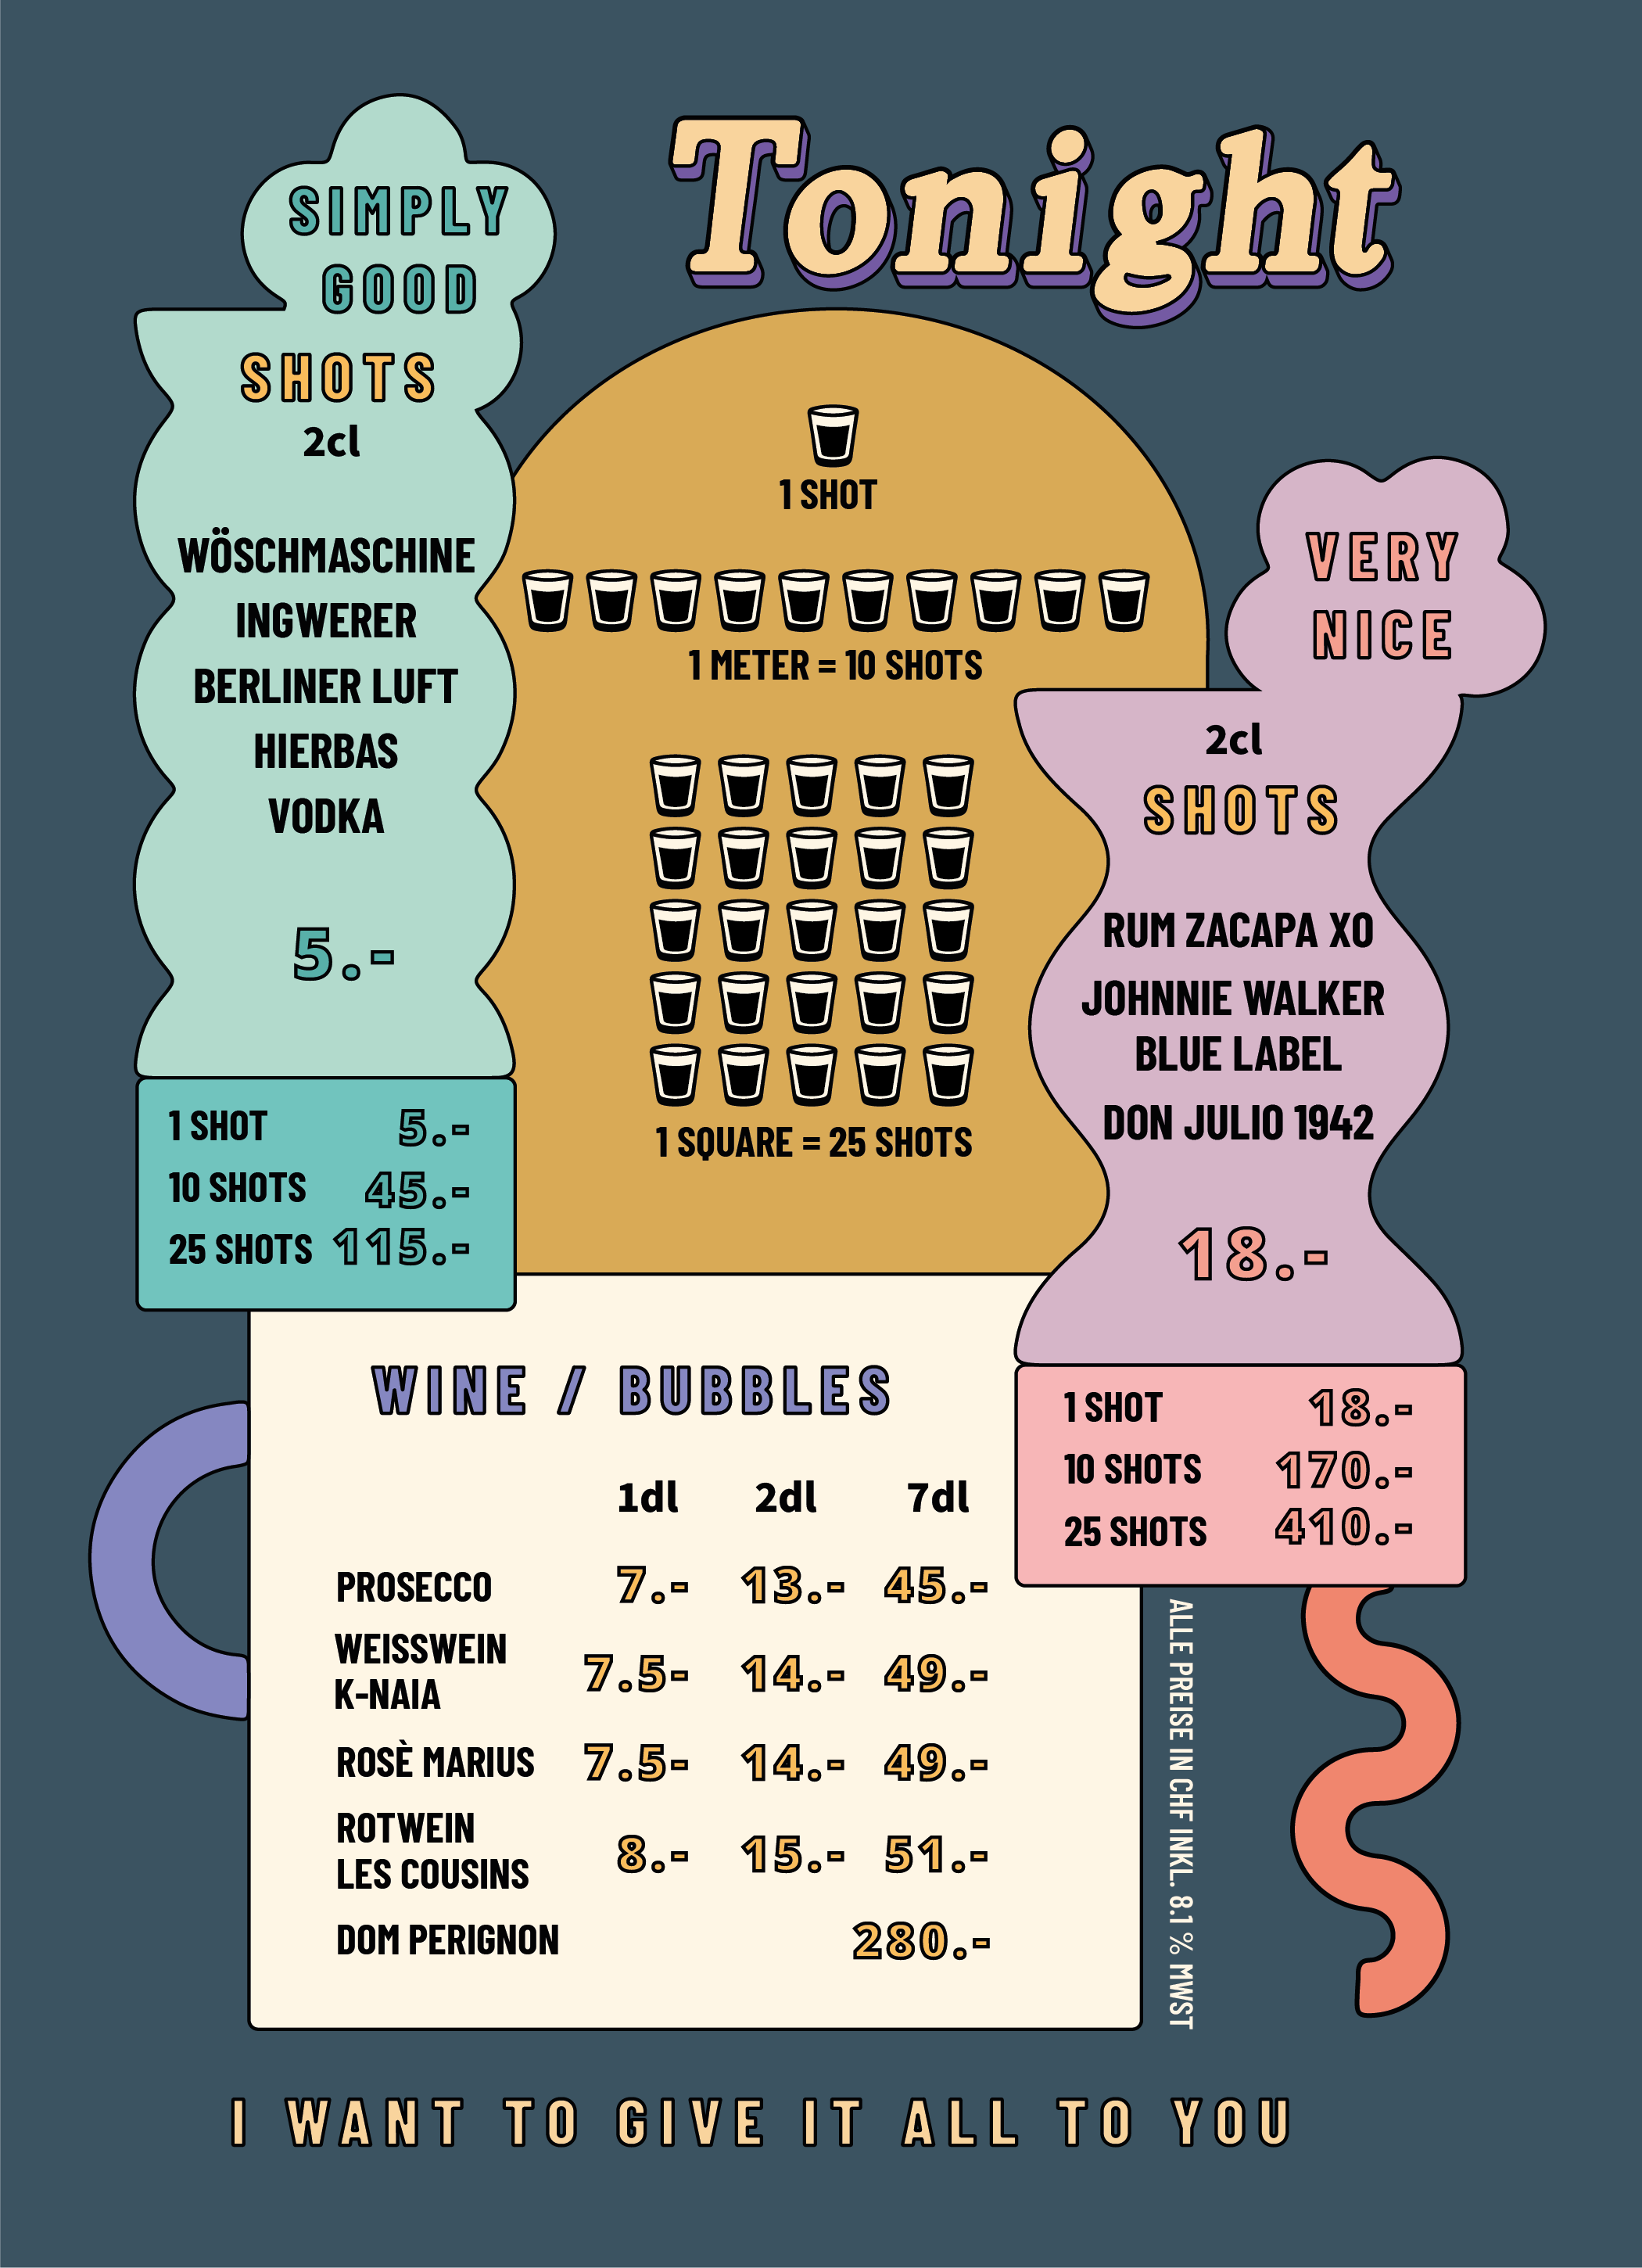 Tonight
SIMPLY
GOOD
SHOTS
2cl
WÖSCHMASCHINE
INGWERER
BERLINER LUFT
HIERBAS
VODKA
5.-
1 SHOT 5.-
10 SHOTS 45.-
25 SHOTS 115.-
1 SHOT
1 METER = 10 SHOTS
1 SQUARE = 25 SHOTS
VERY
NICE
2cl
SHOTS
RUM ZACAPA XO
JOHNNIE WALKER
BLUE LABEL
DON JULIO 1942
18.-
1 SHOT 18.-
10 SHOTS 170.-
25 SHOTS 410.-
WINE / BUBBLES
1dl 2dl 7dl
PROSECCO 7.- 13.- 45.-
WEISSWEIN
K-NAIA 7.5- 14.- 49.-
ROSÈ MARIUS 7.5- 14.- 49.-
ROTWEIN
LES COUSINS 8.- 15.- 51.-
DOM PERIGNON 280.-
ALLE PREISE IN CHF INKL. 8.1 % MWST
I WANT TO GIVE IT ALL TO YOU